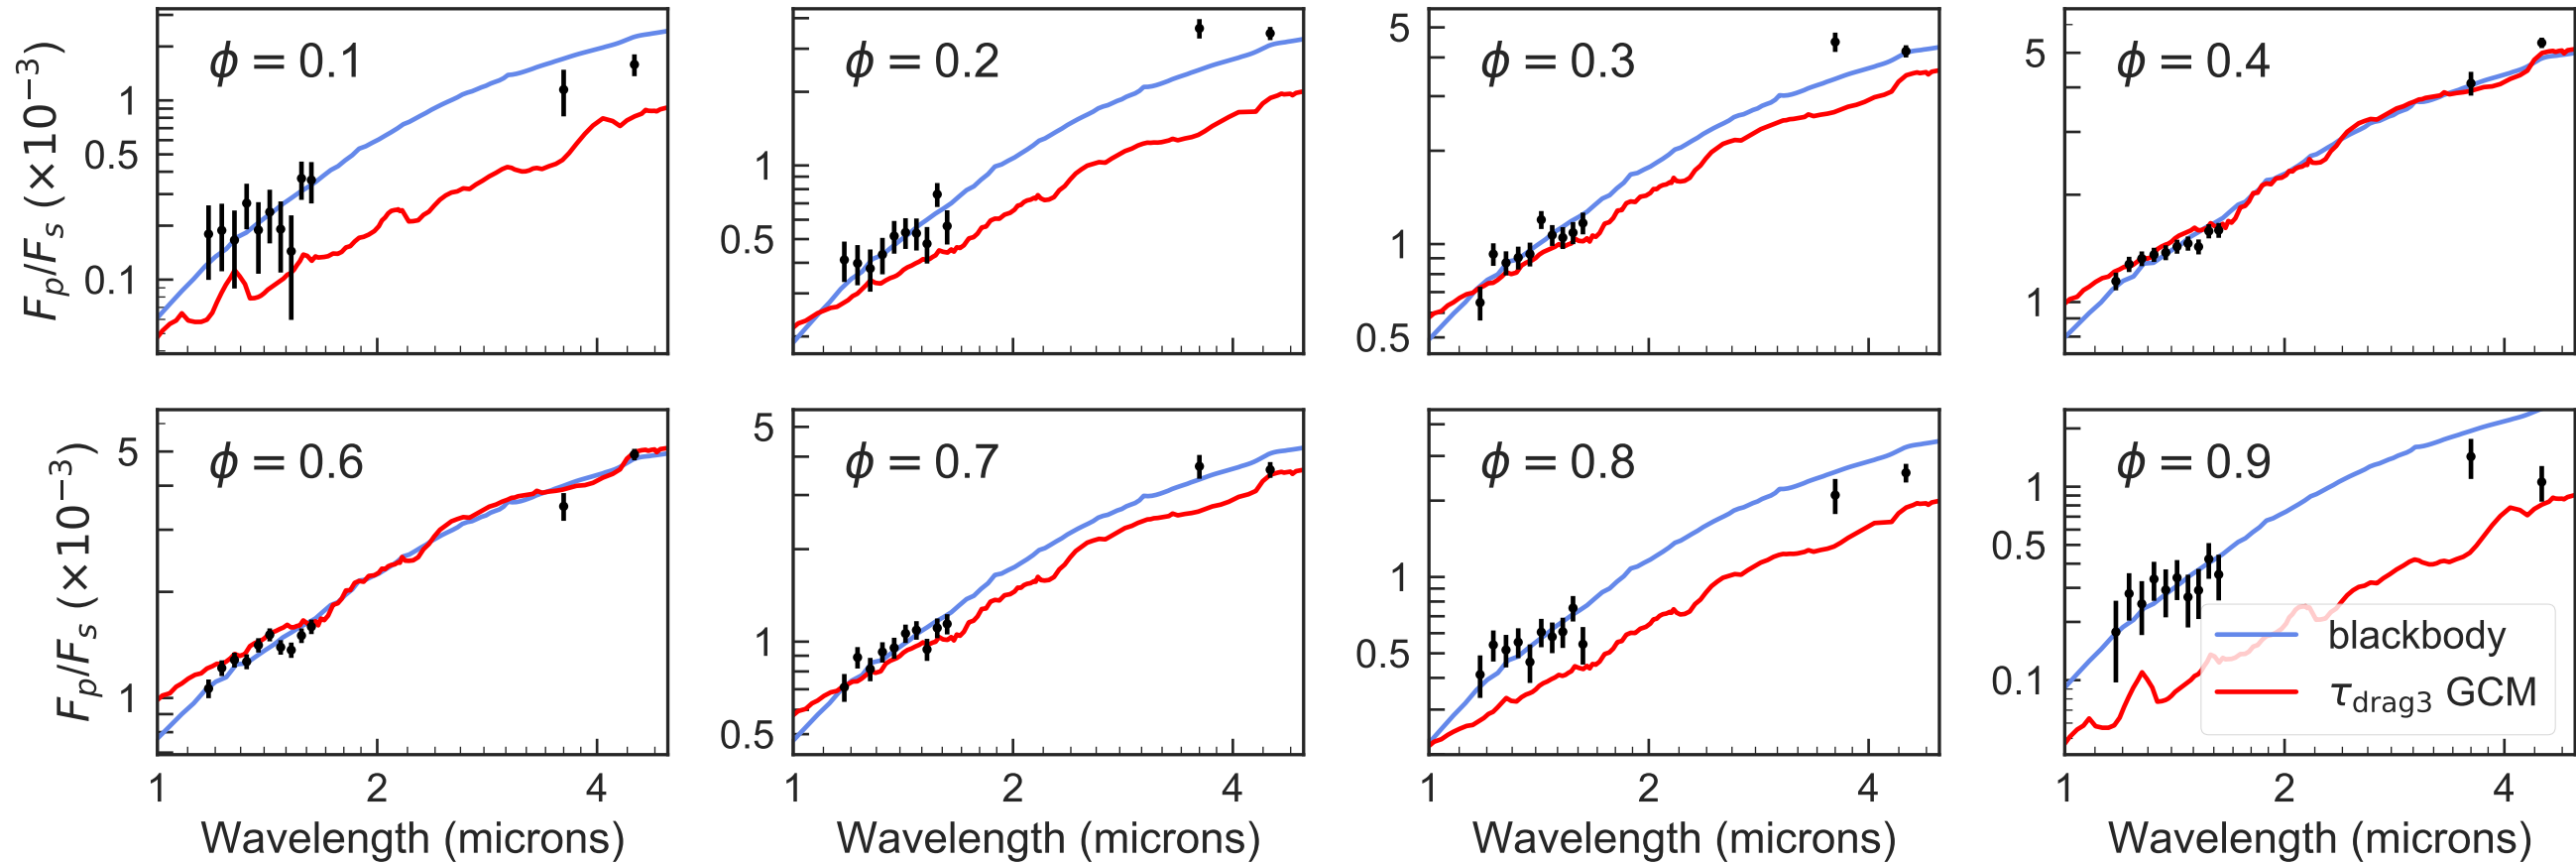 F_p/F_s (×10⁻³)
ϕ = 0.1
1
0.5
0.1
ϕ = 0.2
1
0.5
ϕ = 0.3
5
1
0.5
ϕ = 0.4
5
1
F_p/F_s (×10⁻³)
ϕ = 0.6
5
1
1 2 4
Wavelength (microns)
ϕ = 0.7
5
1
0.5
1 2 4
Wavelength (microns)
ϕ = 0.8
1
0.5
1 2 4
Wavelength (microns)
ϕ = 0.9
1
0.5
0.1
blackbody
τ_drag3 GCM
1 2 4
Wavelength (microns)